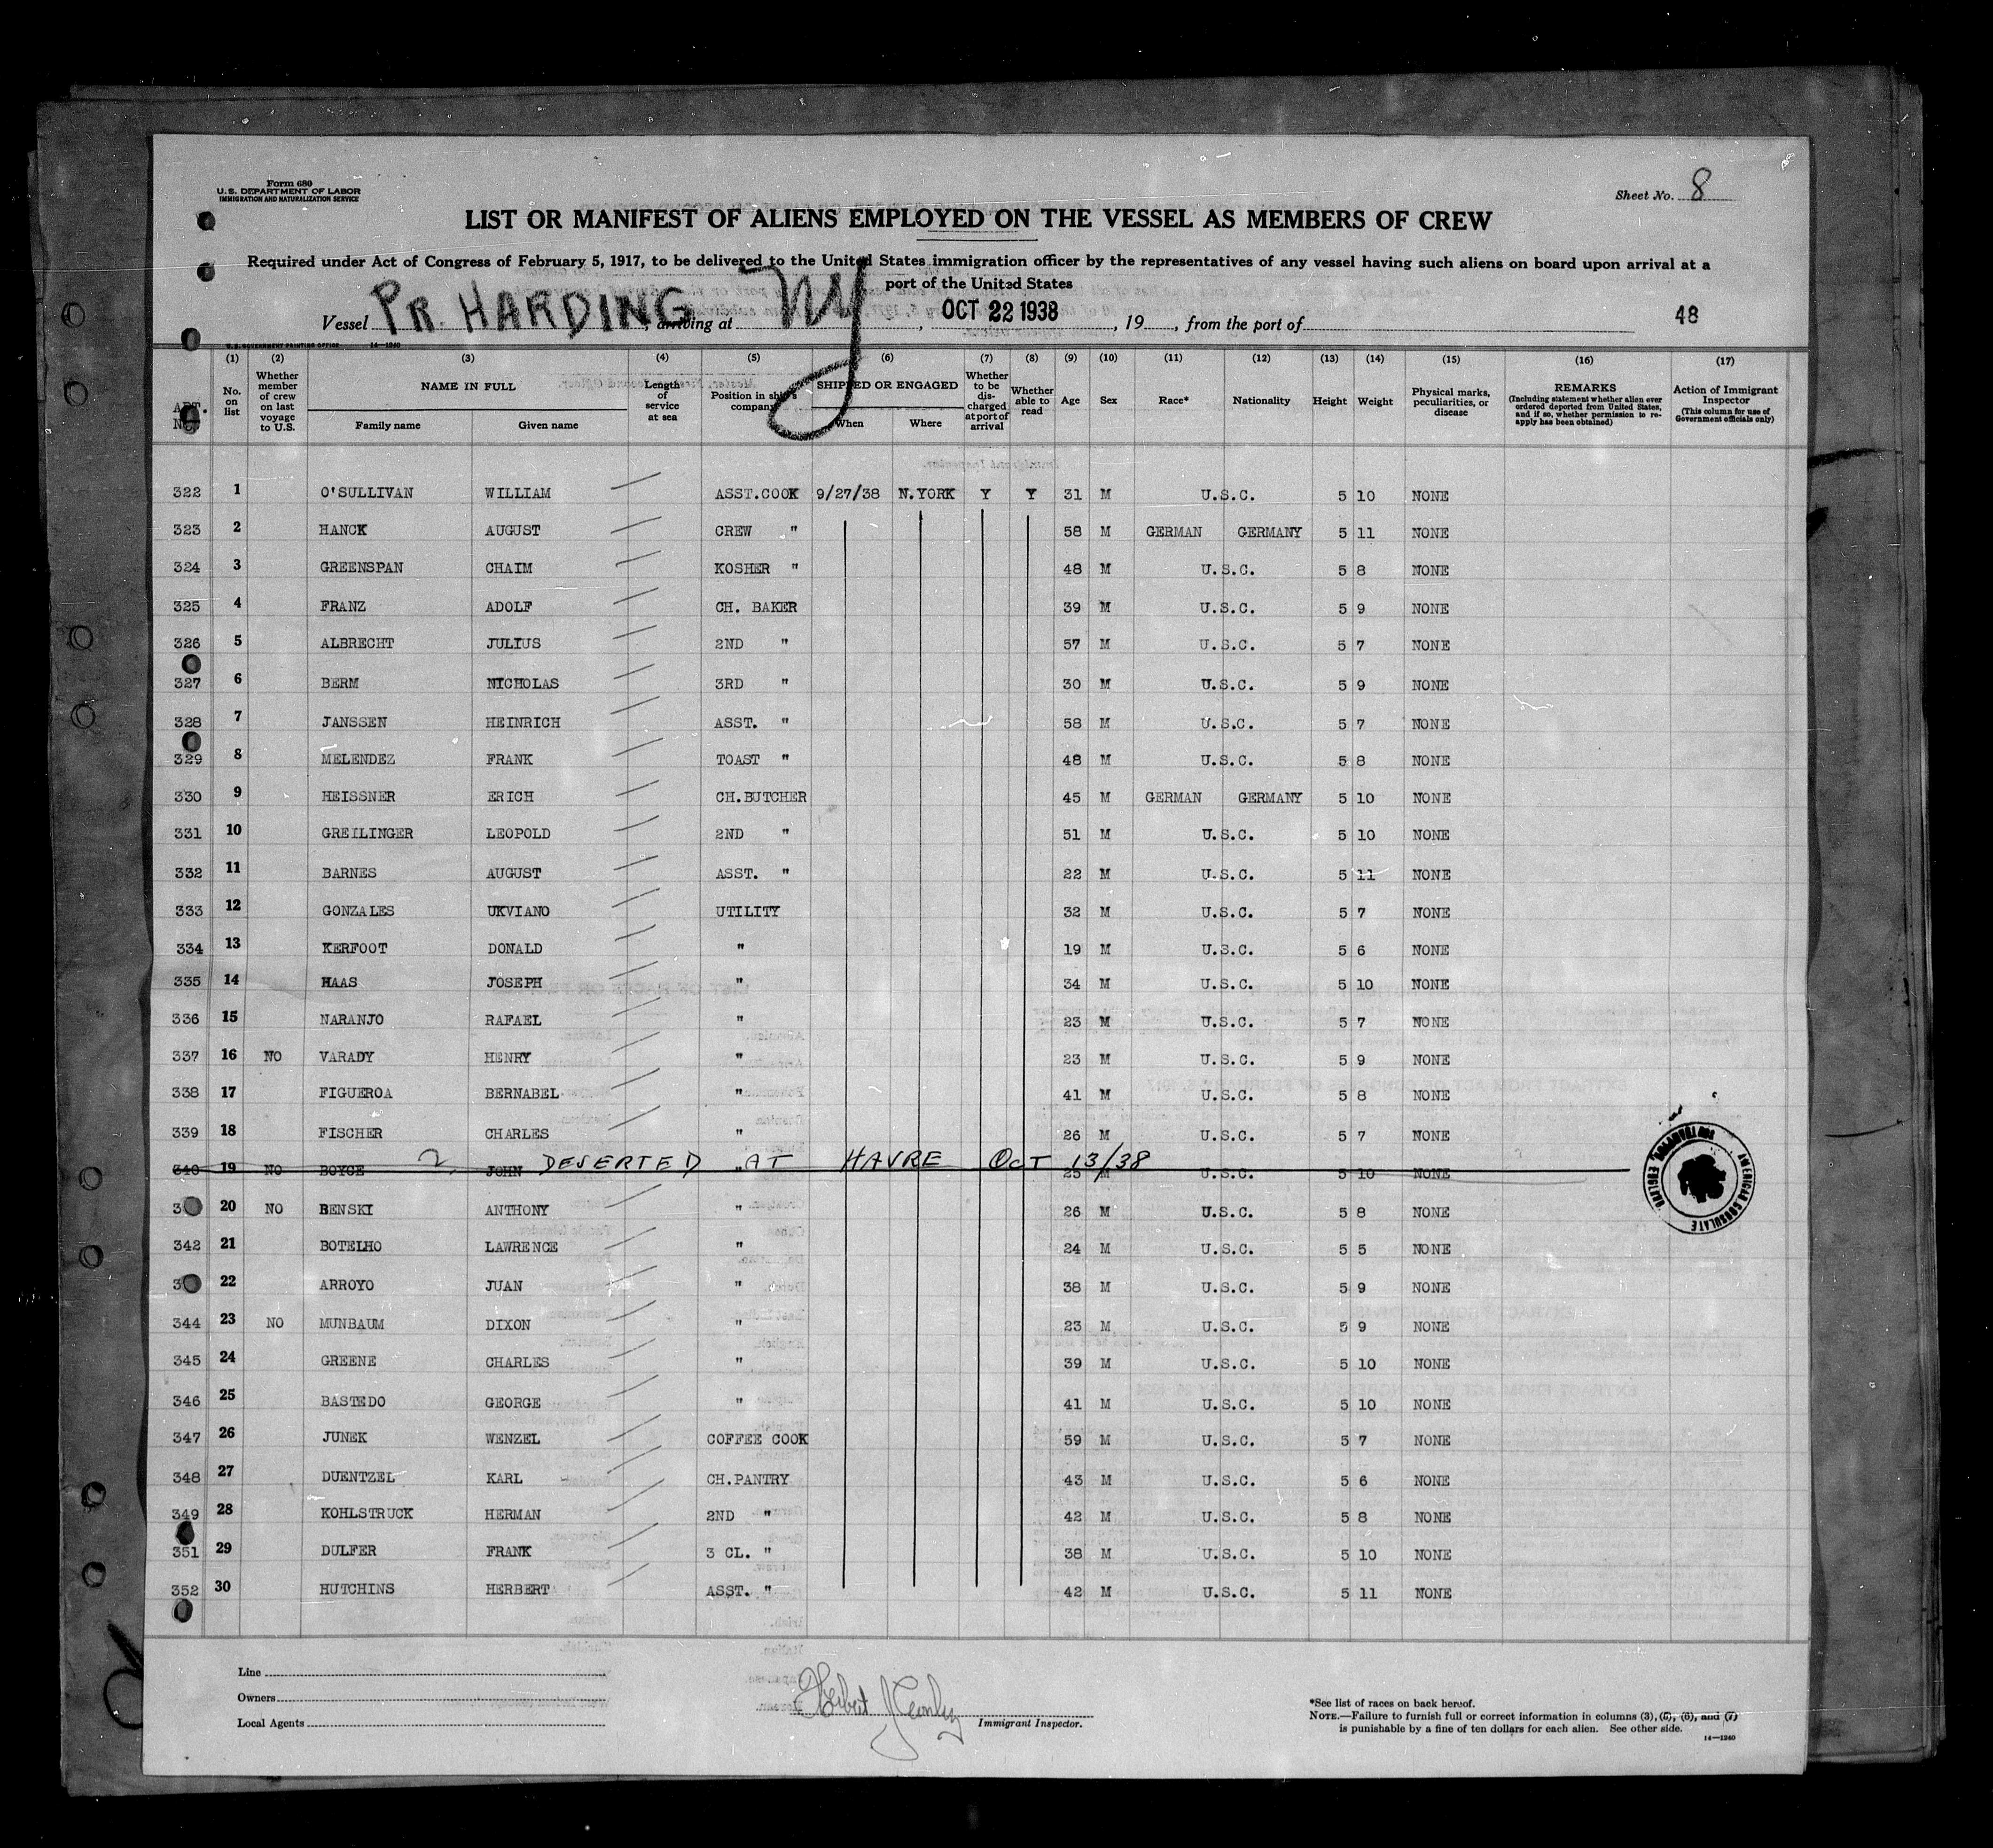 Form 680
U. S. DEPARTMENT OF LABOR
IMMIGRATION AND NATURALIZATION SERVICE
Sheet No. 8
LIST OR MANIFEST OF ALIENS EMPLOYED ON THE VESSEL AS MEMBERS OF CREW
Required under Act of Congress of February 5, 1917, to be delivered to the United States immigration officer by the representatives of any vessel having such aliens on board upon arrival at a
port of the United States
Vessel PR. HARDING, arriving at NY, OCT 22 1938, 19, from the port of 48
U. S. GOVERNMENT PRINTING OFFICE 14—1240
(1) (2) (3) (4) (5) (6) (7) (8) (9) (10) (11) (12) (13) (14) (15) (16) (17)
ART. NO. No. on list Whether member of crew on last voyage to U.S. NAME IN FULL Family name Given name Length of service at sea Position in ship's company SHIPPED OR ENGAGED When Where Whether to be discharged at port of arrival Whether able to read Age Sex Race* Nationality Height Weight Physical marks, peculiarities, or disease REMARKS (Including statement whether alien ever ordered deported from United States, and if so, whether permission to reapply has been obtained) Action of Immigrant Inspector (This column for use of Government officials only)
322 1 O'SULLIVAN WILLIAM ASST.COOK 9/27/38 N.YORK Y Y 31 M U.S.C. 5 10 NONE
323 2 HANCK AUGUST CREW " 58 M GERMAN GERMANY 5 11 NONE
324 3 GREENSPAN CHAIM KOSHER " 48 M U.S.C. 5 8 NONE
325 4 FRANZ ADOLF CH. BAKER 39 M U.S.C. 5 9 NONE
326 5 ALBRECHT JULIUS 2ND " 57 M U.S.C. 5 7 NONE
327 6 BERM NICHOLAS 3RD " 30 M U.S.C. 5 9 NONE
328 7 JANSSEN HEINRICH ASST. " 58 M U.S.C. 5 7 NONE
329 8 MELENDEZ FRANK TOAST " 48 M U.S.C. 5 8 NONE
330 9 HEISSNER ERICH CH.BUTCHER 45 M GERMAN GERMANY 5 10 NONE
331 10 GREILINGER LEOPOLD 2ND " 51 M U.S.C. 5 10 NONE
332 11 BARNES AUGUST ASST. " 22 M U.S.C. 5 11 NONE
333 12 GONZALES UKVIANO UTILITY 32 M U.S.C. 5 7 NONE
334 13 KERFOOT DONALD " 19 M U.S.C. 5 6 NONE
335 14 HAAS JOSEPH " 34 M U.S.C. 5 10 NONE
336 15 NARANJO RAFAEL " 23 M U.S.C. 5 7 NONE
337 16 NO VARADY HENRY " 23 M U.S.C. 5 9 NONE
338 17 FIGUEROA BERNABEL " 41 M U.S.C. 5 8 NONE
339 18 FISCHER CHARLES " 26 M U.S.C. 5 7 NONE
340 19 NO BOYCE JOHN " 25 M U.S.C. 5 10 NONE
2. DESERTED AT HAVRE OCT 13/38
AMERICAN CONSULATE SOUTHAMPTON, ENGLAND
3 20 NO BENSKI ANTHONY " 26 M U.S.C. 5 8 NONE
342 21 BOTELHO LAWRENCE " 24 M U.S.C. 5 5 NONE
3 22 ARROYO JUAN " 38 M U.S.C. 5 9 NONE
344 23 NO MUNBAUM DIXON " 23 M U.S.C. 5 9 NONE
345 24 GREENE CHARLES " 39 M U.S.C. 5 10 NONE
346 25 BASTEDO GEORGE " 41 M U.S.C. 5 10 NONE
347 26 JUNEK WENZEL COFFEE COOK 59 M U.S.C. 5 7 NONE
348 27 DUENTZEL KARL CH.PANTRY 43 M U.S.C. 5 6 NONE
349 28 KOHLSTRUCK HERMAN 2ND " 42 M U.S.C. 5 8 NONE
351 29 DULFER FRANK 3 CL. " 38 M U.S.C. 5 10 NONE
352 30 HUTCHINS HERBERT ASST. " 42 M U.S.C. 5 11 NONE
Line
Owners
Local Agents
Immigrant Inspector.
*See list of races on back hereof.
NOTE.—Failure to furnish full or correct information in columns (3), (5), (6), and (7)
is punishable by a fine of ten dollars for each alien. See other side.
14—1240